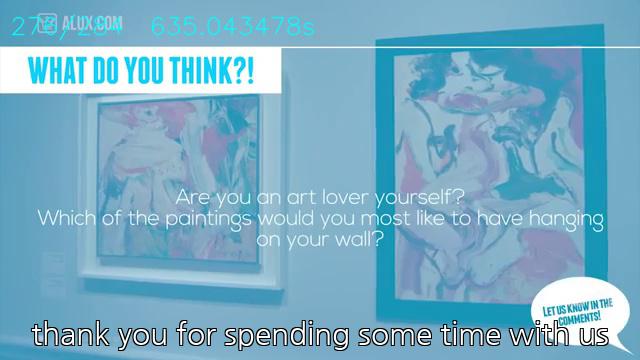 ALUX.COM
635.043478s
WHAT DO YOU THINK?!
Are you an art lover yourself?
Which of the paintings would you most like to have hanging
on your wall?
LET US KNOW IN THE
COMMENTS!
thank you for spending some time with us